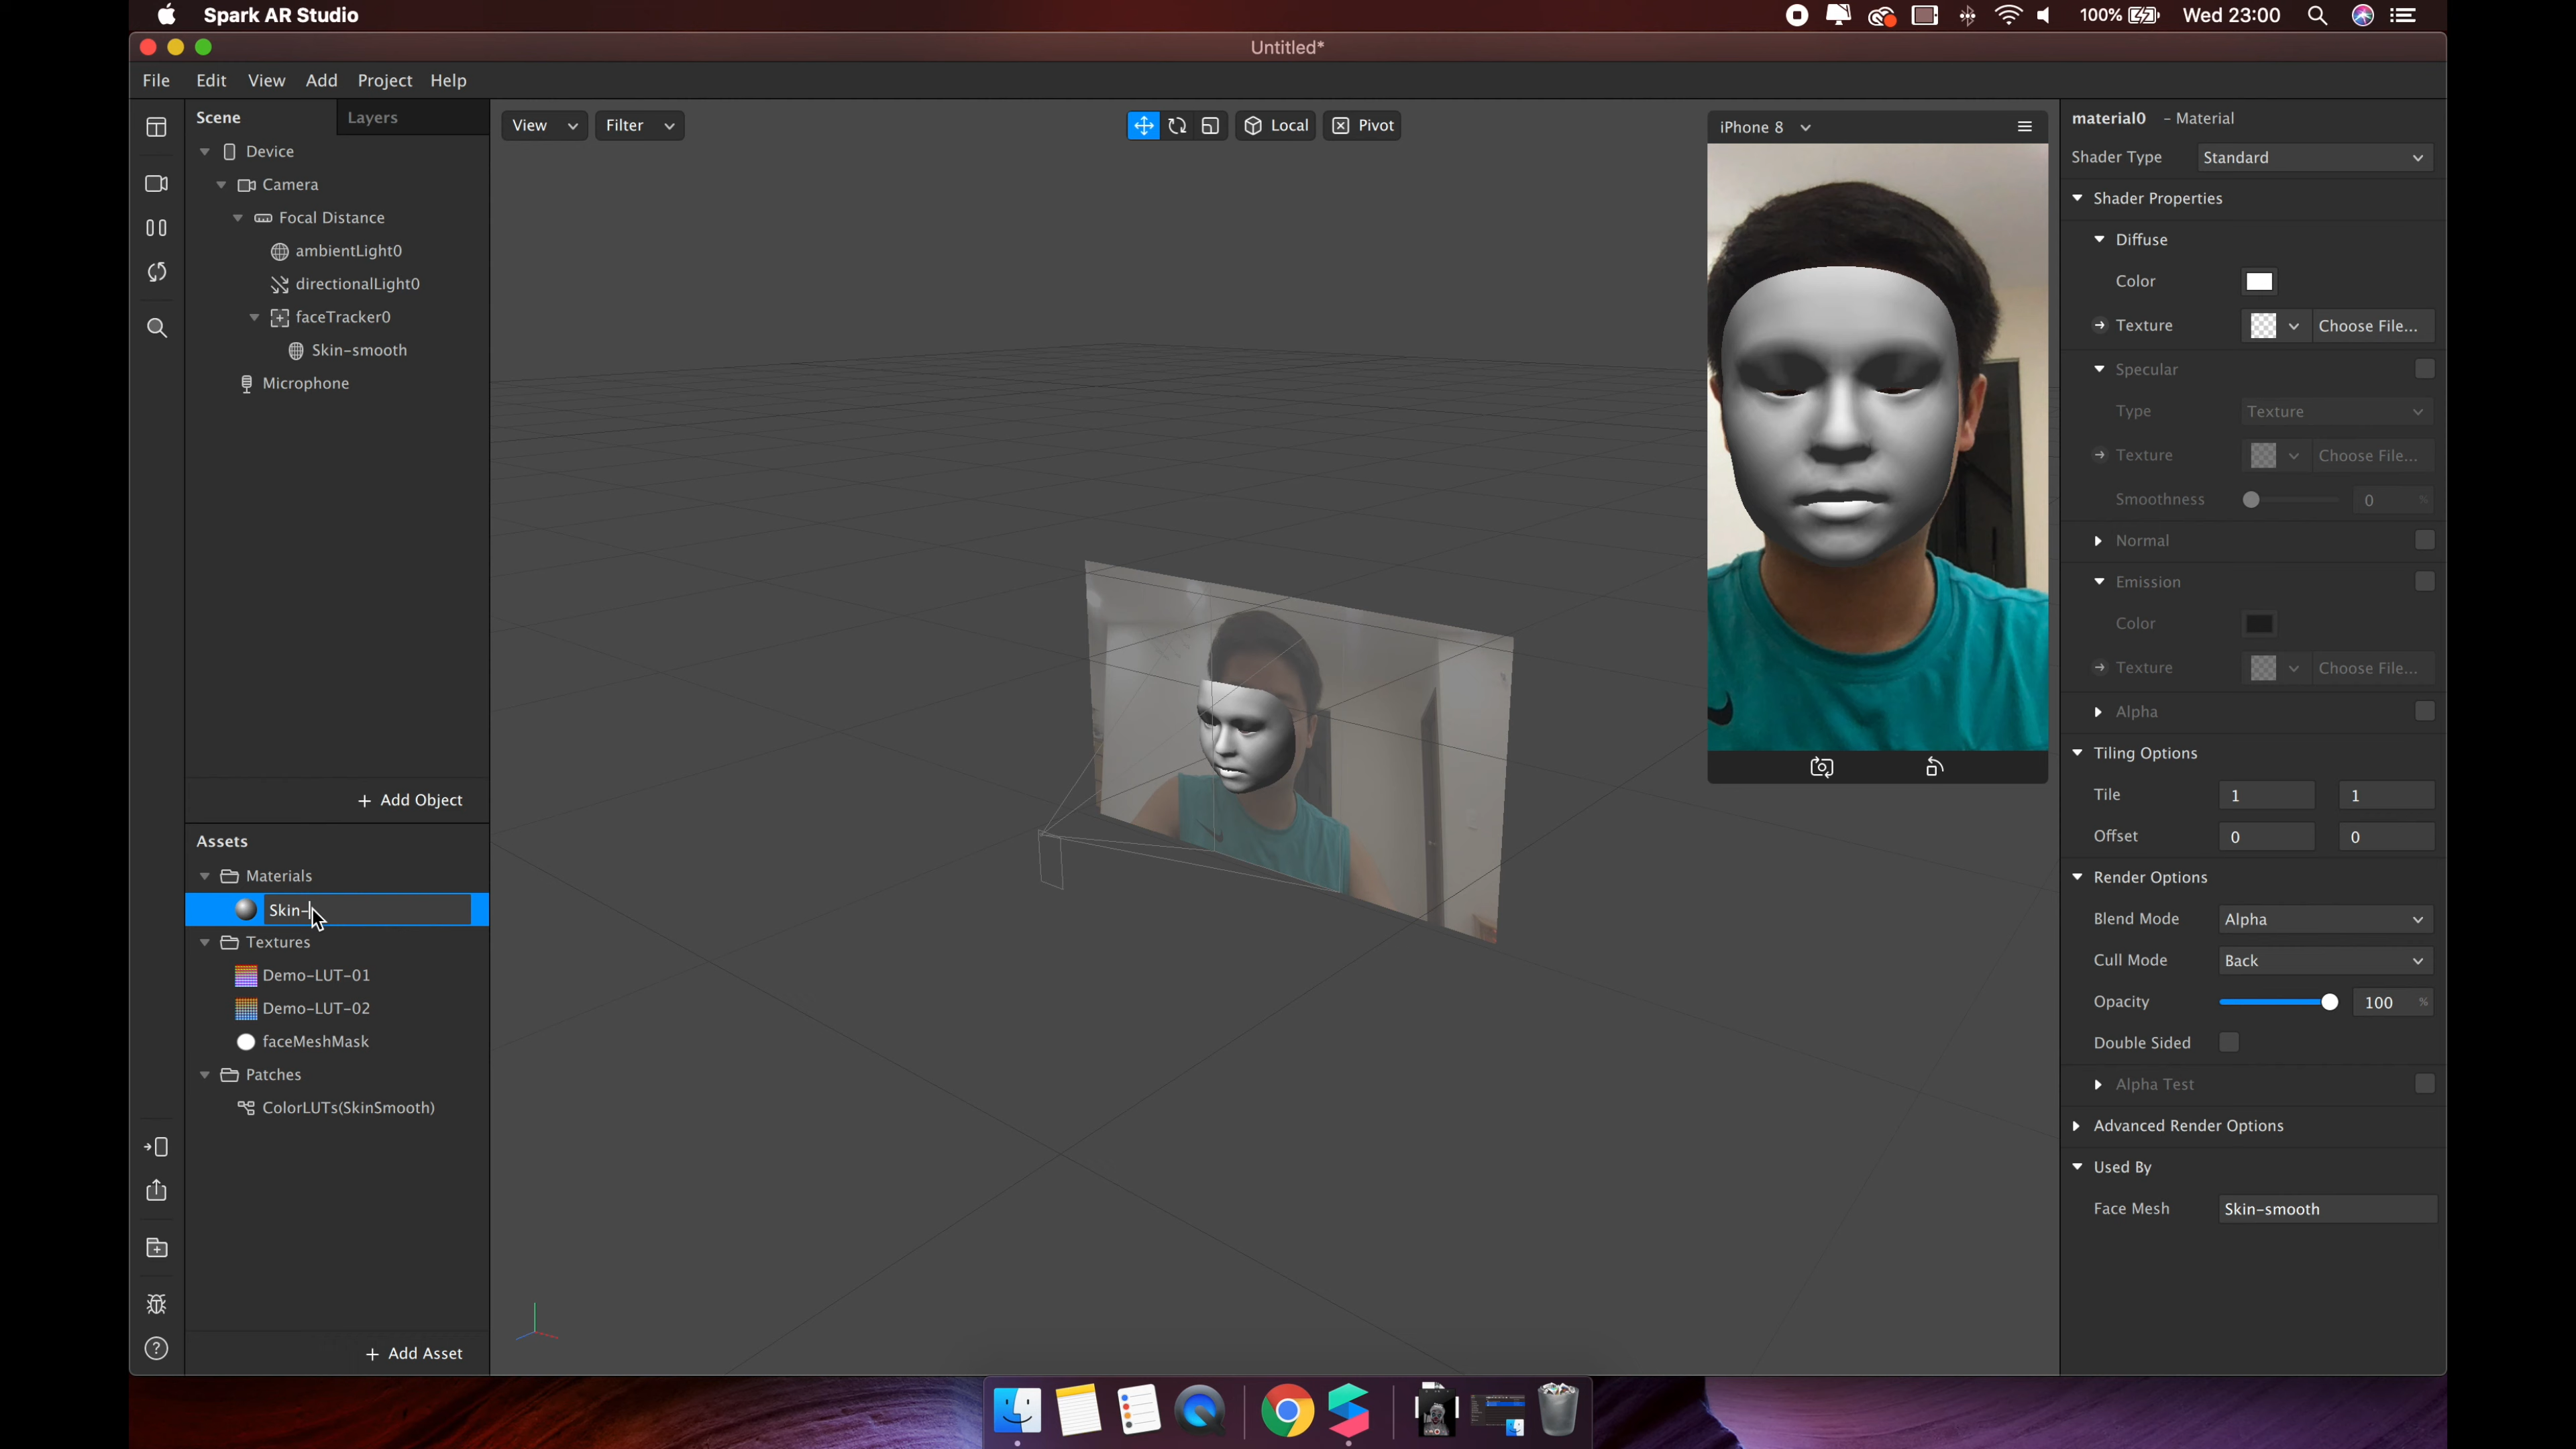 Spark AR Studio
100%
Wed 23:00
Untitled*
File
Edit
View
Add
Project
Help
Scene
Layers
Device
Camera
Focal Distance
ambientLight0
directionalLight0
faceTracker0
Skin-smooth
Microphone
+ Add Object
Assets
Materials
Skin-
Textures
Demo-LUT-01
Demo-LUT-02
faceMeshMask
Patches
ColorLUTs(SkinSmooth)
+ Add Asset
View
Filter
Local
Pivot
iPhone 8
material0 - Material
Shader Type Standard
Shader Properties
Diffuse
Color
Texture Choose File...
Specular
Type Texture
Texture Choose File...
Smoothness 0 %
Normal
Emission
Color
Texture Choose File...
Alpha
Tiling Options
Tile 1 1
Offset 0 0
Render Options
Blend Mode Alpha
Cull Mode Back
Opacity 100 %
Double Sided
Alpha Test
Advanced Render Options
Used By
Face Mesh Skin-smooth